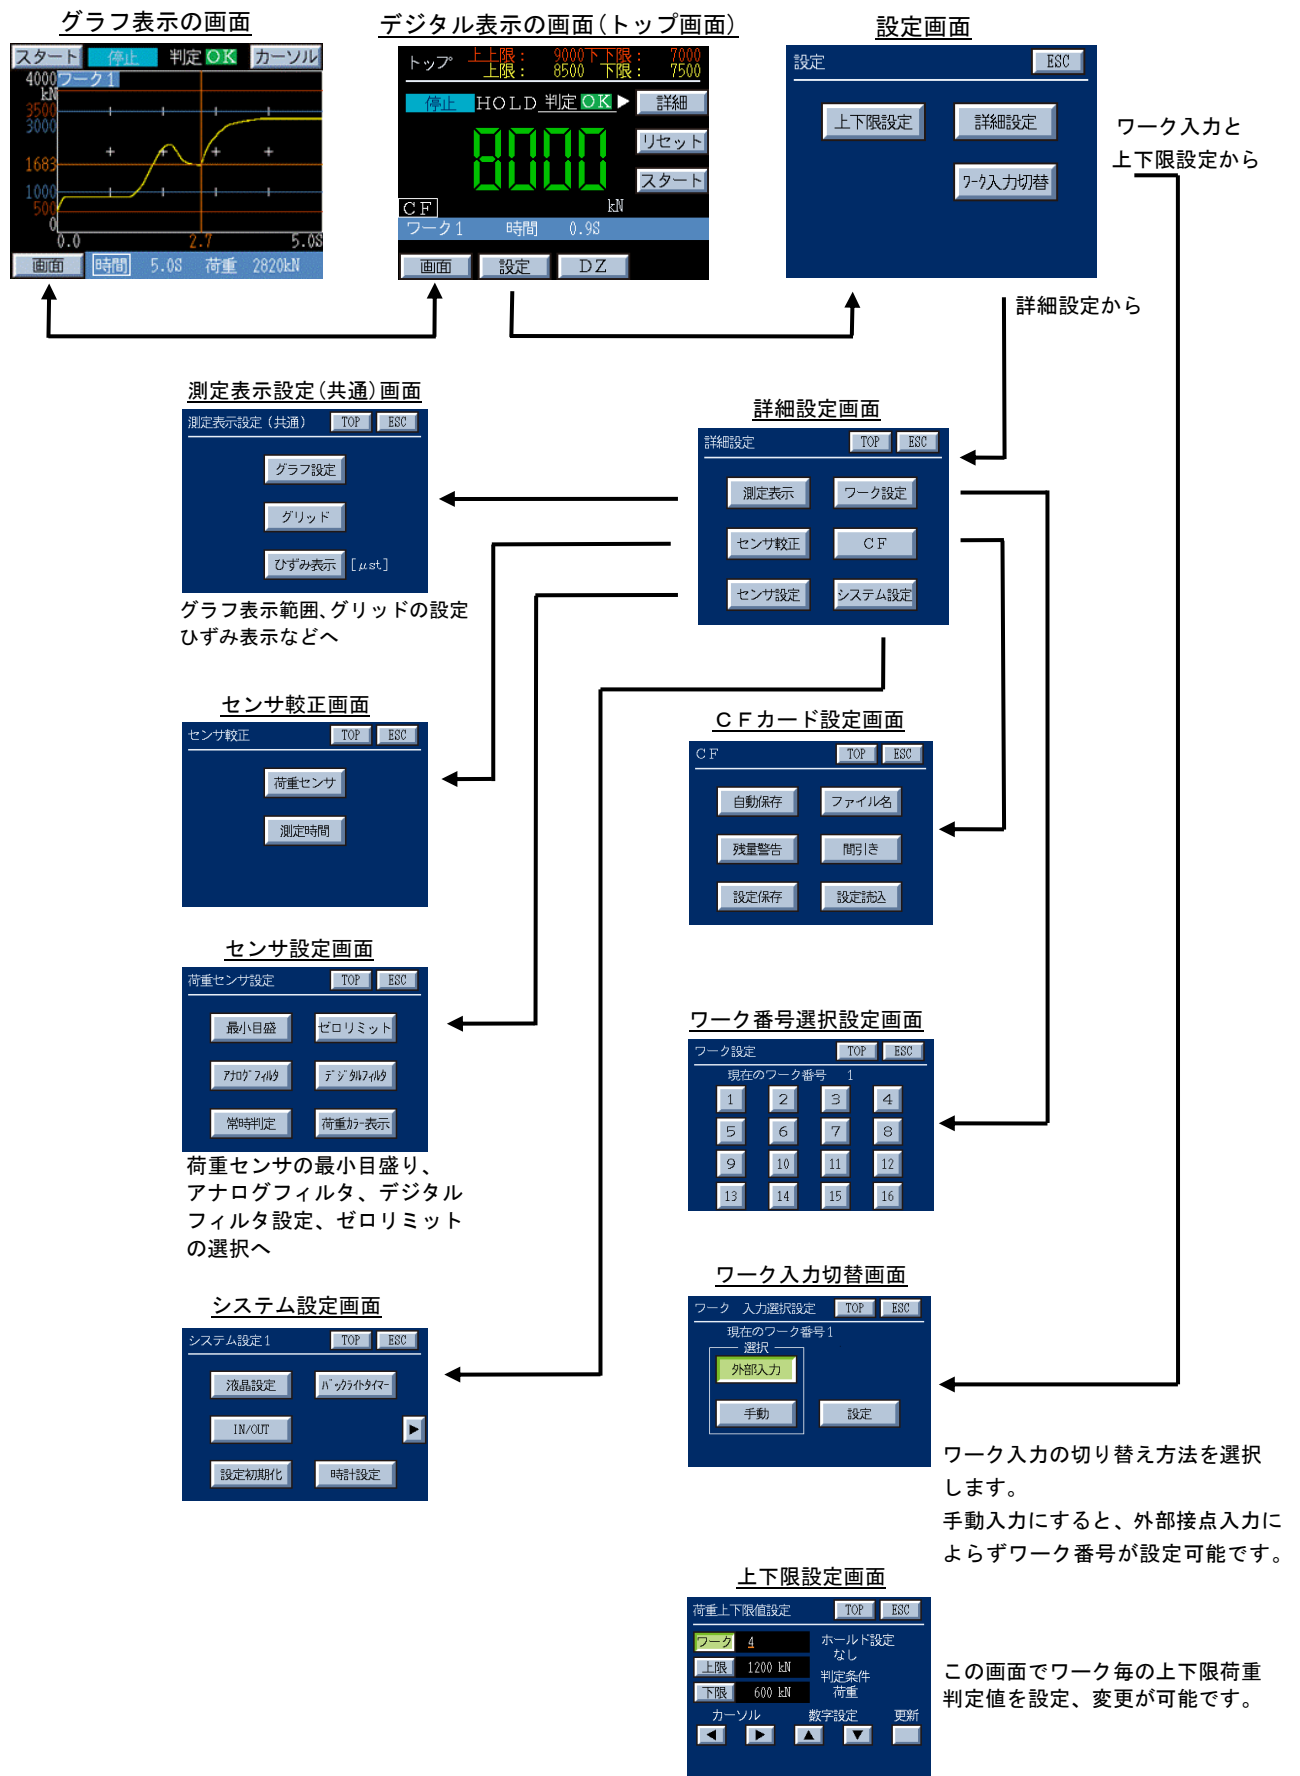 グラフ表示の画面
スタート 停止 判定 OK カーソル
4000 ワーク1
kN
3500
3000
1683
1000
500
0
0.0 2.7 5.0S
画面 時間 5.0S 荷重 2820kN
デジタル表示の画面(トップ画面)
トップ 上上限: 9000 下下限: 7000
上限: 8500 下限: 7500
停止 HOLD 判定 OK ▶ 詳細
8000
リセット
スタート
CF kN
ワーク1 時間 0.9S
画面 設定 DZ
設定画面
設定 ESC
上下限設定 詳細設定
ワーク入力切替
ワーク入力と
上下限設定から
詳細設定から
測定表示設定(共通)画面
測定表示設定(共通) TOP ESC
グラフ設定
グリッド
ひずみ表示 [μst]
グラフ表示範囲、グリッドの設定
ひずみ表示などへ
詳細設定画面
詳細設定 TOP ESC
測定表示 ワーク設定
センサ較正 CF
センサ設定 システム設定
センサ較正画面
センサ較正 TOP ESC
荷重センサ
測定時間
CFカード設定画面
CF TOP ESC
自動保存 ファイル名
残量警告 間引き
設定保存 設定読込
センサ設定画面
荷重センサ設定 TOP ESC
最小目盛 ゼロリミット
アナログフィルタ デジタルフィルタ
常時判定 荷重カラー表示
荷重センサの最小目盛り、
アナログフィルタ、デジタル
フィルタ設定、ゼロリミット
の選択へ
ワーク番号選択設定画面
ワーク設定 TOP ESC
現在のワーク番号 1
1 2 3 4
5 6 7 8
9 10 11 12
13 14 15 16
システム設定画面
システム設定1 TOP ESC
液晶設定 バックライトタイマー
IN/OUT ▶
設定初期化 時計設定
ワーク入力切替画面
ワーク 入力選択設定 TOP ESC
現在のワーク番号1
選択
外部入力
手動 設定
ワーク入力の切り替え方法を選択
します。
手動入力にすると、外部接点入力に
よらずワーク番号が設定可能です。
上下限設定画面
荷重上下限値設定 TOP ESC
ワーク 4 ホールド設定
なし
上限 1200 kN 判定条件
下限 600 kN 荷重
カーソル 数字設定 更新
◀ ▶ ▲ ▼
この画面でワーク毎の上下限荷重
判定値を設定、変更が可能です。